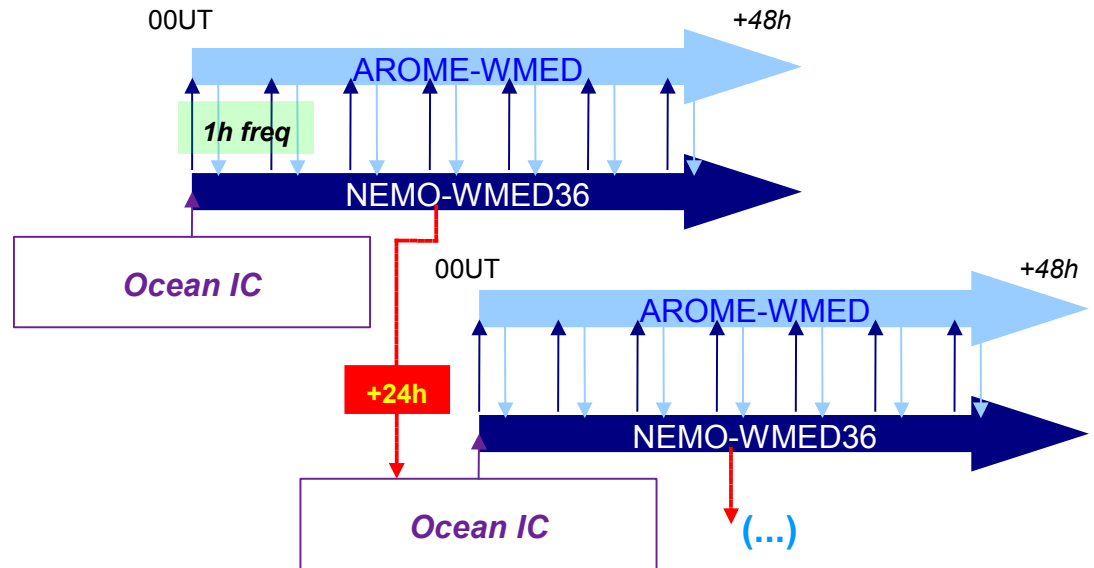 00UT
+48h
AROME-WMED
1h freq
NEMO-WMED36
Ocean IC
00UT
+48h
AROME-WMED
+24h
NEMO-WMED36
Ocean IC
(...)